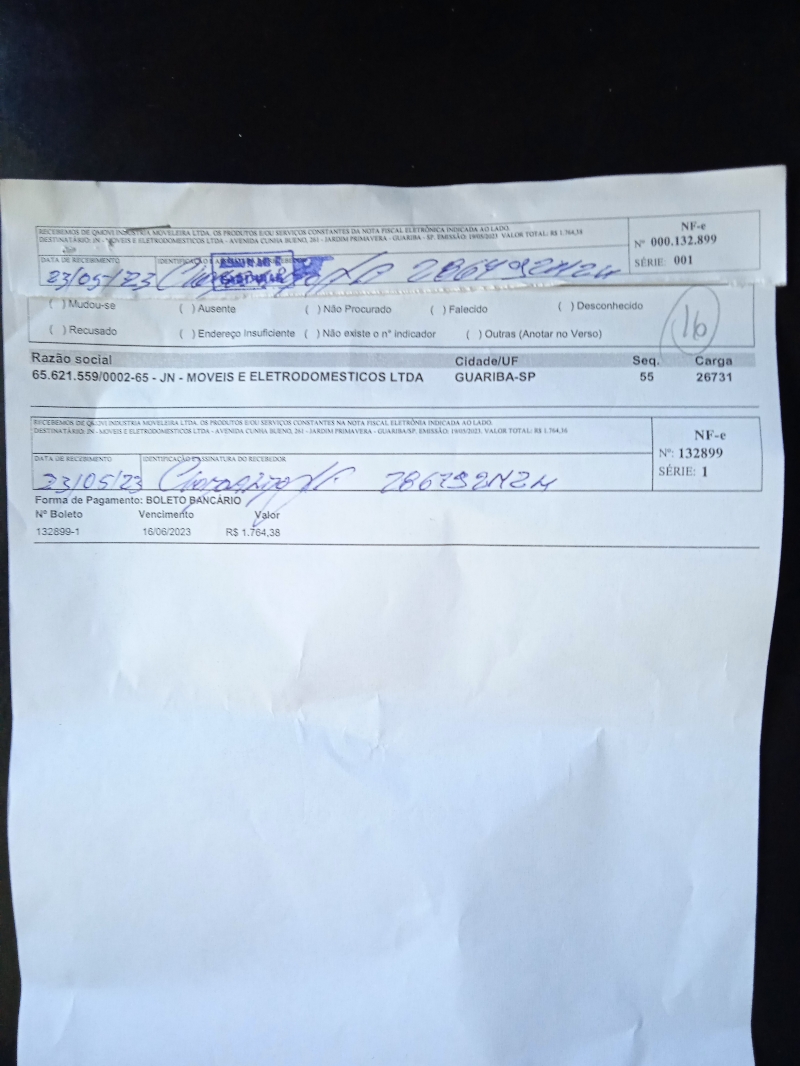 RECEBEMOS DE QMOVI INDUSTRIA MOVELEIRA LTDA. OS PRODUTOS E/OU SERVIÇOS CONSTANTES DA NOTA FISCAL ELETRÔNICA INDICADA AO LADO.
DESTINATÁRIO: JN - MOVEIS E ELETRODOMESTICOS LTDA - AVENIDA CUNHA BUENO, 261 - JARDIM PRIMAVERA - GUARIBA - SP. EMISSÃO: 19/05/2023 VALOR TOTAL: R$ 1.764,38
NF-e
Nº 000.132.899
SÉRIE: 001
DATA DE RECEBIMENTO
23/05/23
( ) Mudou-se ( ) Ausente ( ) Não Procurado ( ) Falecido ( ) Desconhecido
( ) Recusado ( ) Endereço Insuficiente ( ) Não existe o n° indicador ( ) Outras (Anotar no Verso)
16
Razão social Cidade/UF Seq. Carga
65.621.559/0002-65 - JN - MOVEIS E ELETRODOMESTICOS LTDA GUARIBA-SP 55 26731
RECEBEMOS DE QMOVI INDUSTRIA MOVELEIRA LTDA. OS PRODUTOS E/OU SERVIÇOS CONSTANTES NA NOTA FISCAL ELETRÔNIA INDICADO AO LADO.
DESTINATÁRIO: JN - MOVEIS E ELETRODOMESTICOS LTDA - AVENIDA CUNHA BUENO, 261 - JARDIM PRIMAVERA - GUARIBA/SP, EMISSÃO: 19/05/2023, VALOR TOTAL: R$ 1.764,38
NF-e
Nº: 132899
SÉRIE: 1
DATA DE RECEBIMENTO IDENTIFICAÇÃO E ASSINATURA DO RECEBEDOR
23/05/23
Forma de Pagamento: BOLETO BANCÁRIO
Nº Boleto Vencimento Valor
132899-1 16/06/2023 R$ 1.764,38